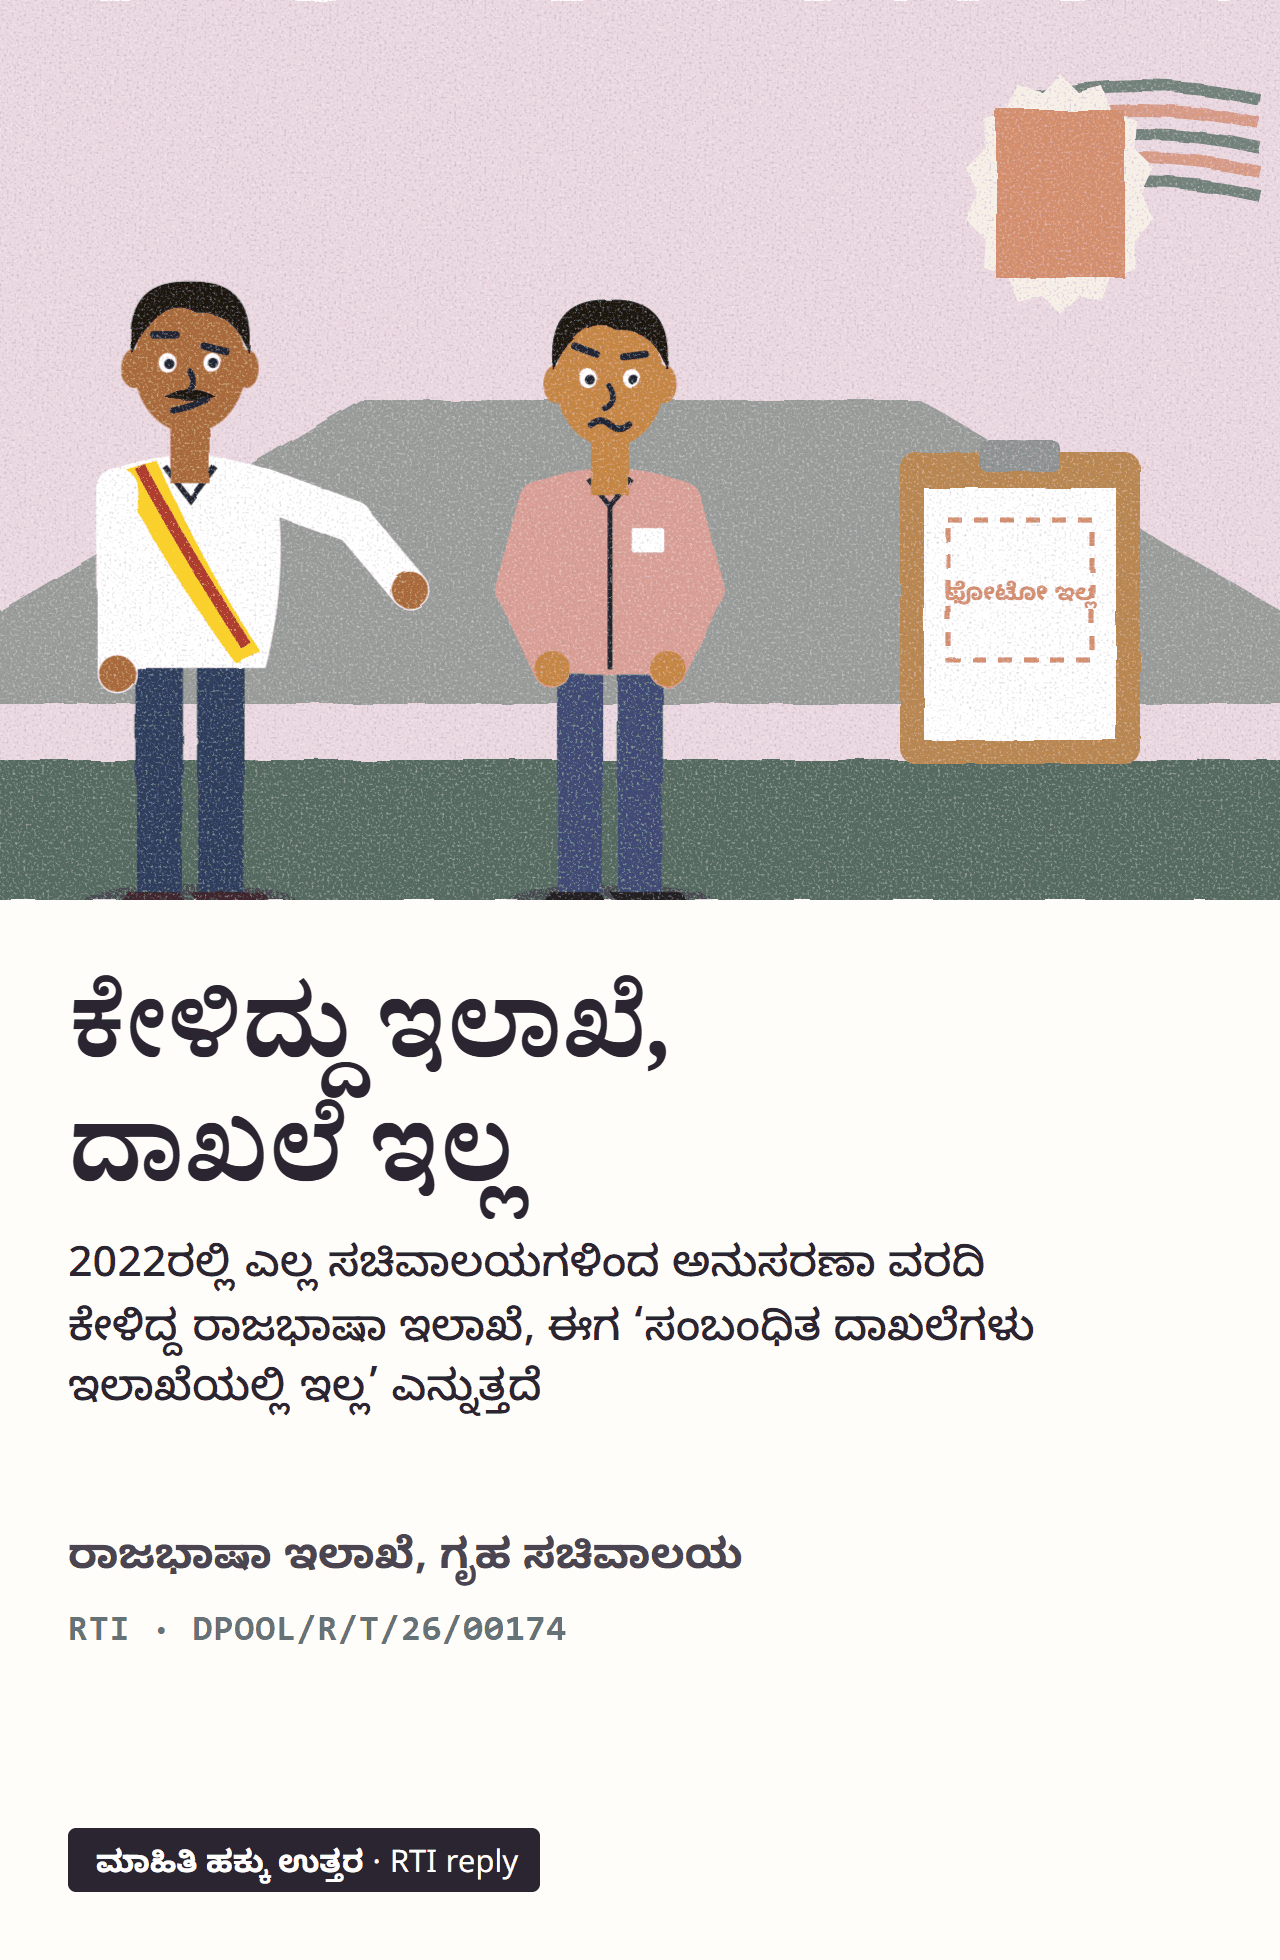 ಫೋಟೋ ಇಲ್ಲ
ಕೇಳಿದ್ದು ಇಲಾಖೆ,
ದಾಖಲೆ ಇಲ್ಲ
2022ರಲ್ಲಿ ಎಲ್ಲ ಸಚಿವಾಲಯಗಳಿಂದ ಅನುಸರಣಾ ವರದಿ
ಕೇಳಿದ್ದ ರಾಜಭಾಷಾ ಇಲಾಖೆ, ಈಗ ‘ಸಂಬಂಧಿತ ದಾಖಲೆಗಳು
ಇಲಾಖೆಯಲ್ಲಿ ಇಲ್ಲ’ ಎನ್ನುತ್ತದೆ
ರಾಜಭಾಷಾ ಇಲಾಖೆ, ಗೃಹ ಸಚಿವಾಲಯ
RTI · DPOOL/R/T/26/00174
ಮಾಹಿತಿ ಹಕ್ಕು ಉತ್ತರ · RTI reply